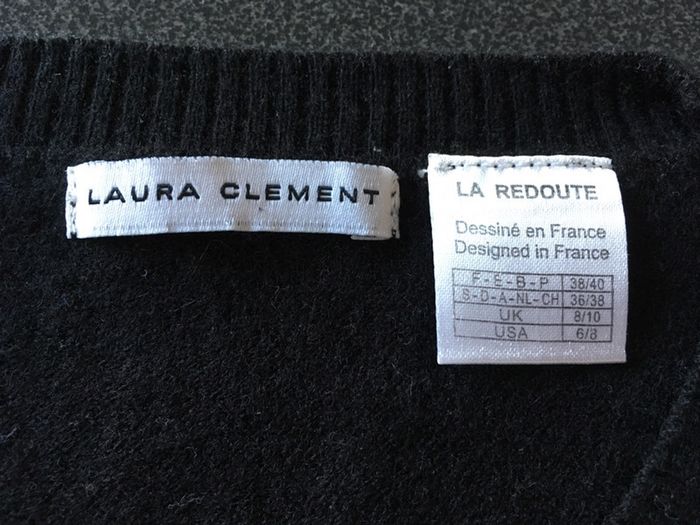 LAURA CLEMENT
LA REDOUTE
Dessiné en France
Designed in France
F-E-B-P 38/40
S-D-A-NL-CH 36/38
UK 8/10
USA 6/8